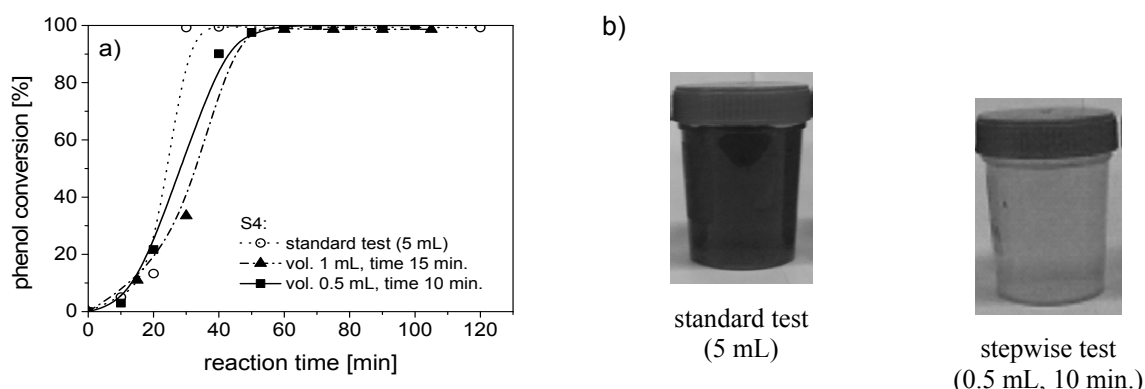 a)
phenol conversion [%]
100
80
60
40
20
0
S4:
standard test (5 mL)
vol. 1 mL, time 15 min.
vol. 0.5 mL, time 10 min.
0 20 40 60 80 100 120
reaction time [min]
b)
standard test
(5 mL)
stepwise test
(0.5 mL, 10 min.)